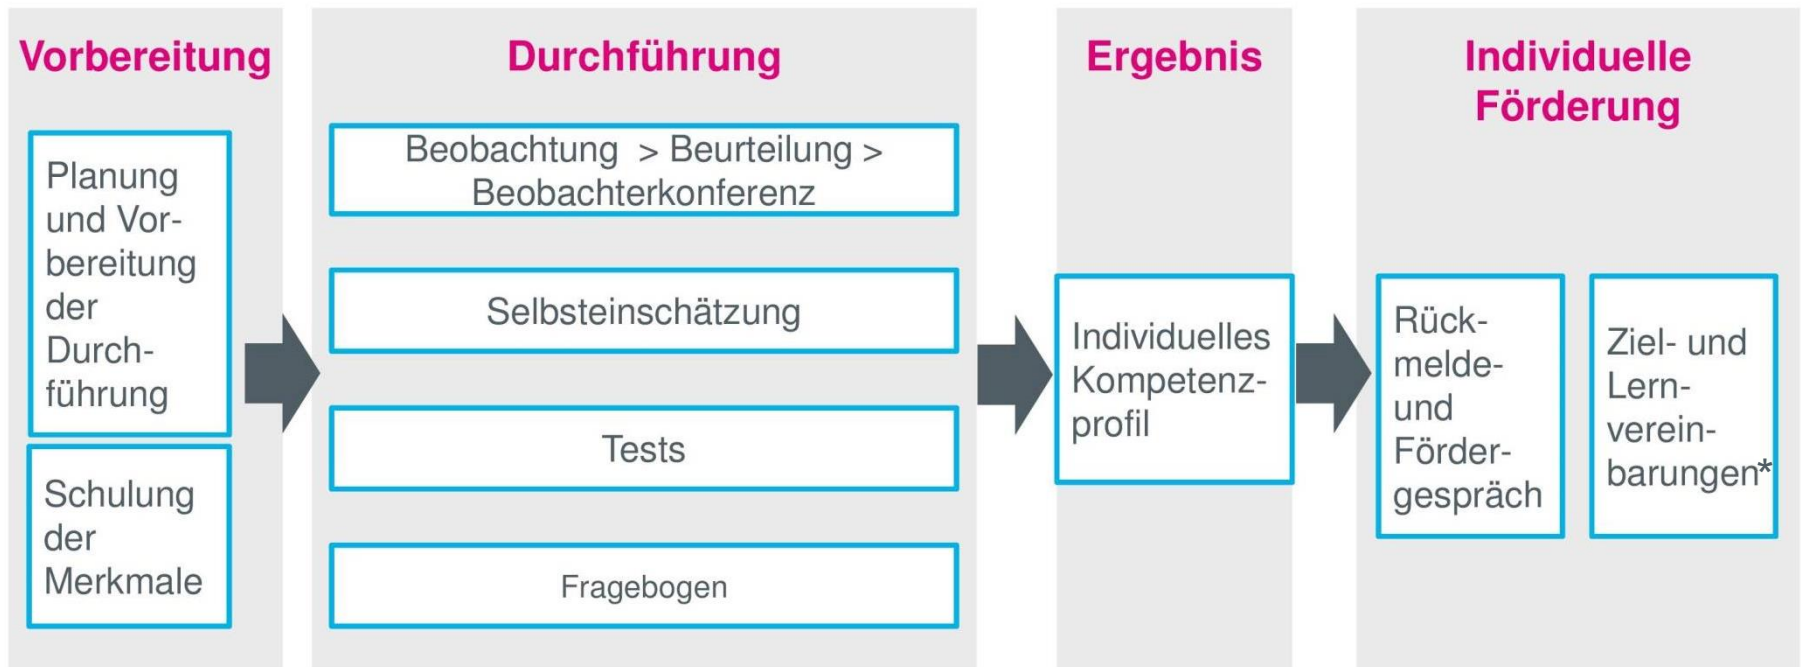 Vorbereitung
Planung
und Vor-
bereitung
der
Durch-
führung
Schulung
der
Merkmale
Durchführung
Beobachtung > Beurteilung >
Beobachterkonferenz
Selbsteinschätzung
Tests
Fragebogen
Ergebnis
Individuelles
Kompetenz-
profil
Individuelle
Förderung
Rück-
melde-
und
Förder-
gespräch
Ziel- und
Lern-
verein-
barungen*